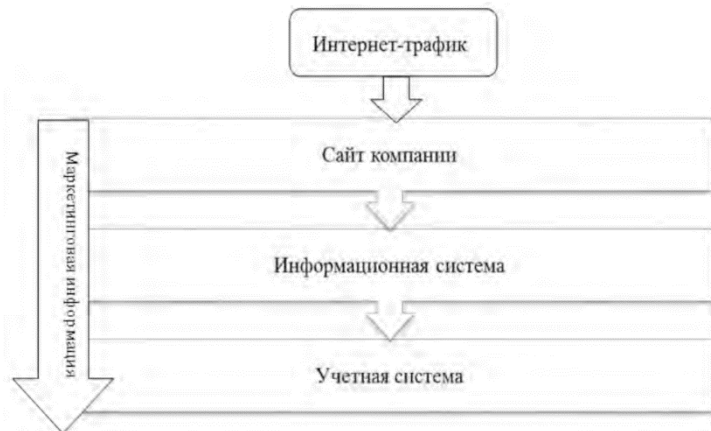 Интернет-трафик
Сайт компании
Маркетинговая информация
Информационная система
Учетная система